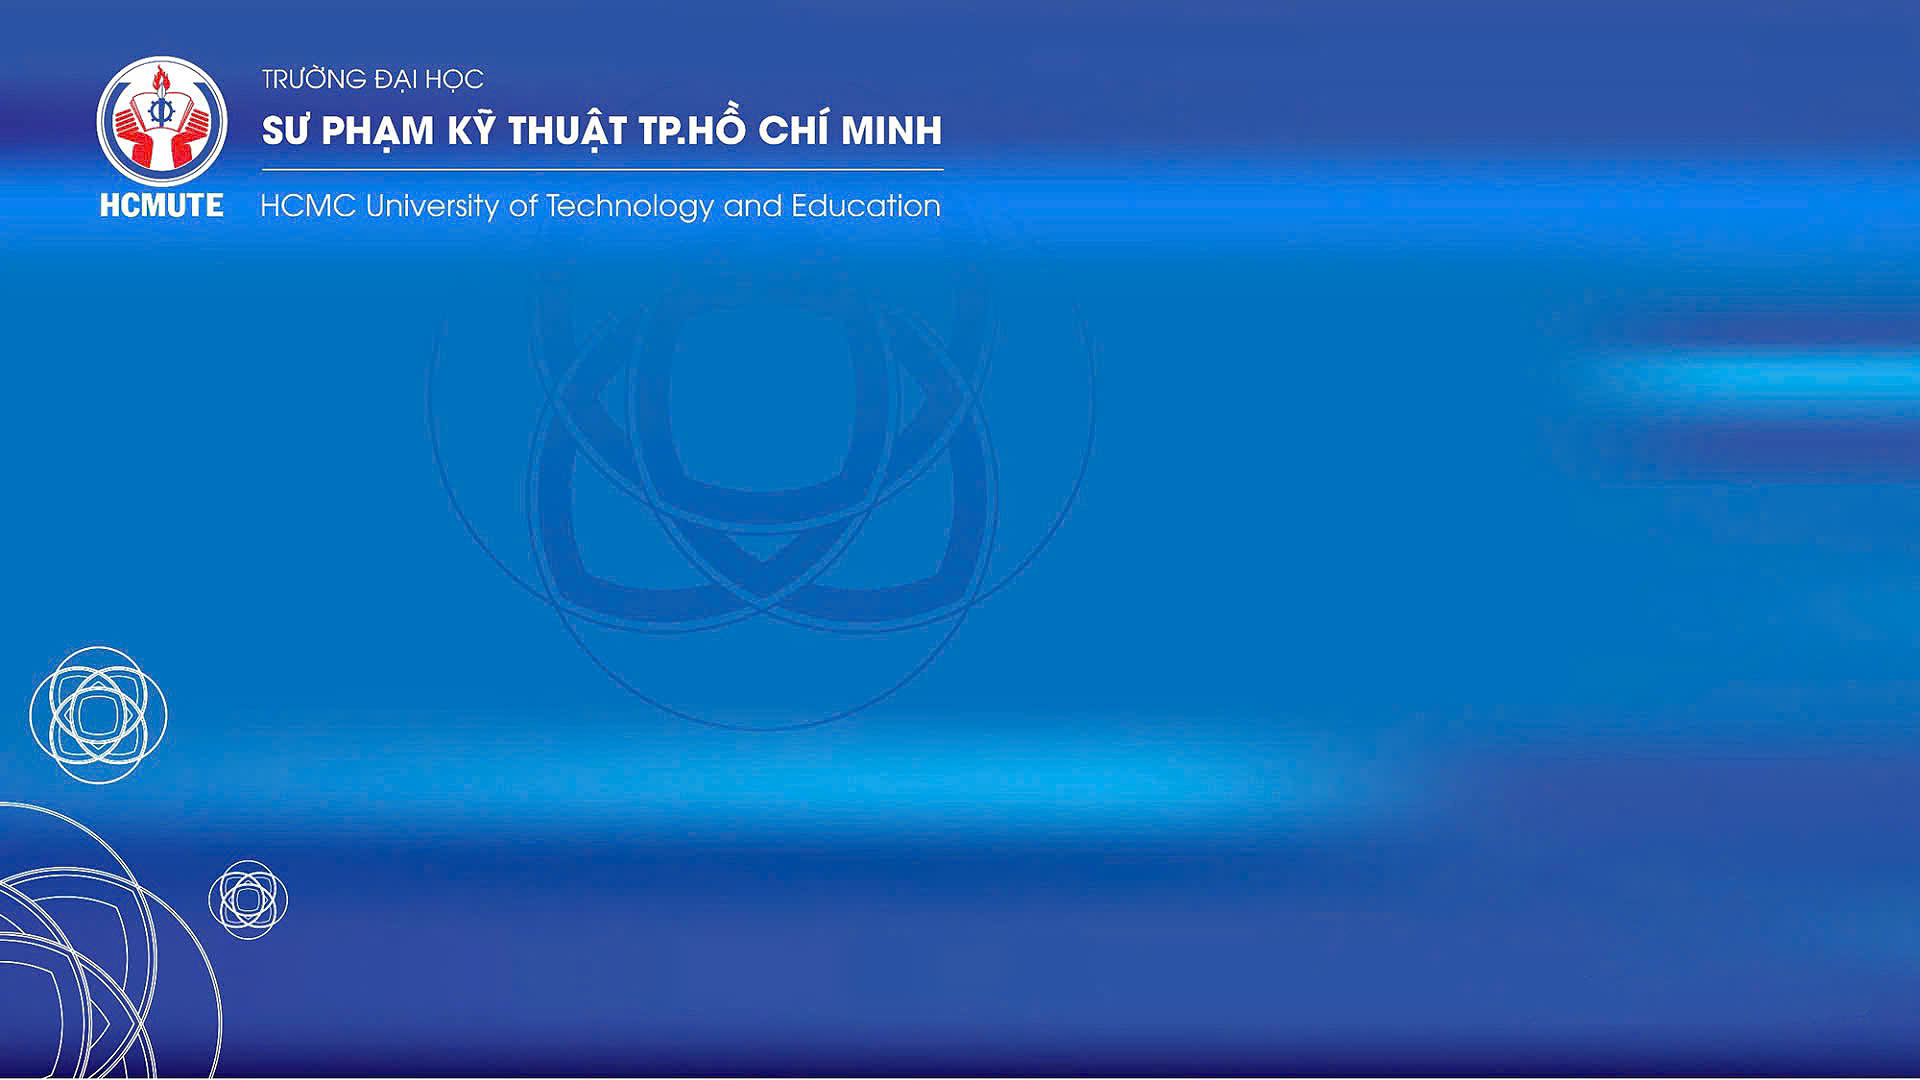 TRƯỜNG ĐẠI HỌC
SƯ PHẠM KỸ THUẬT TP.HỒ CHÍ MINH
HCMUTE
HCMC University of Technology and Education